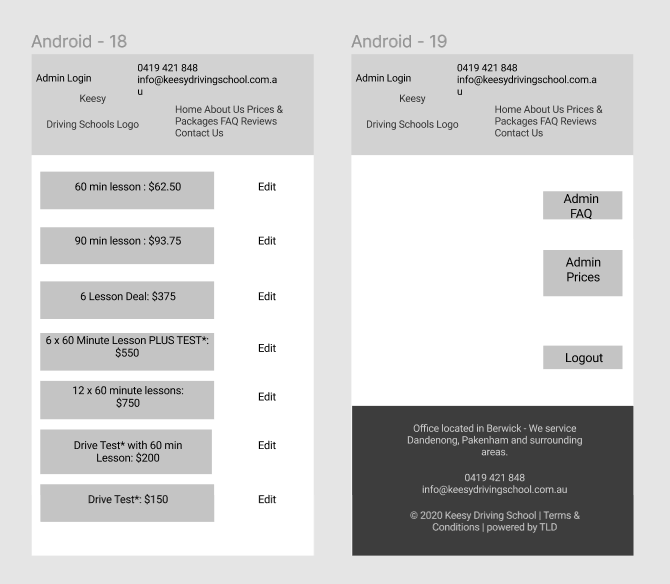 Android - 18
Admin Login
0419 421 848
info@keesydrivingschool.com.a
u
Keesy
Driving Schools Logo
Home About Us Prices &
Packages FAQ Reviews
Contact Us
60 min lesson : $62.50
Edit
90 min lesson : $93.75
Edit
6 Lesson Deal: $375
Edit
6 x 60 Minute Lesson PLUS TEST*:
$550
Edit
12 x 60 minute lessons:
$750
Edit
Drive Test* with 60 min
Lesson: $200
Edit
Drive Test*: $150
Edit
Android - 19
Admin Login
0419 421 848
info@keesydrivingschool.com.a
u
Keesy
Driving Schools Logo
Home About Us Prices &
Packages FAQ Reviews
Contact Us
Admin
FAQ
Admin
Prices
Logout
Office located in Berwick - We service
Dandenong, Pakenham and surrounding
areas.
0419 421 848
info@keesydrivingschool.com.au
© 2020 Keesy Driving School | Terms &
Conditions | powered by TLD